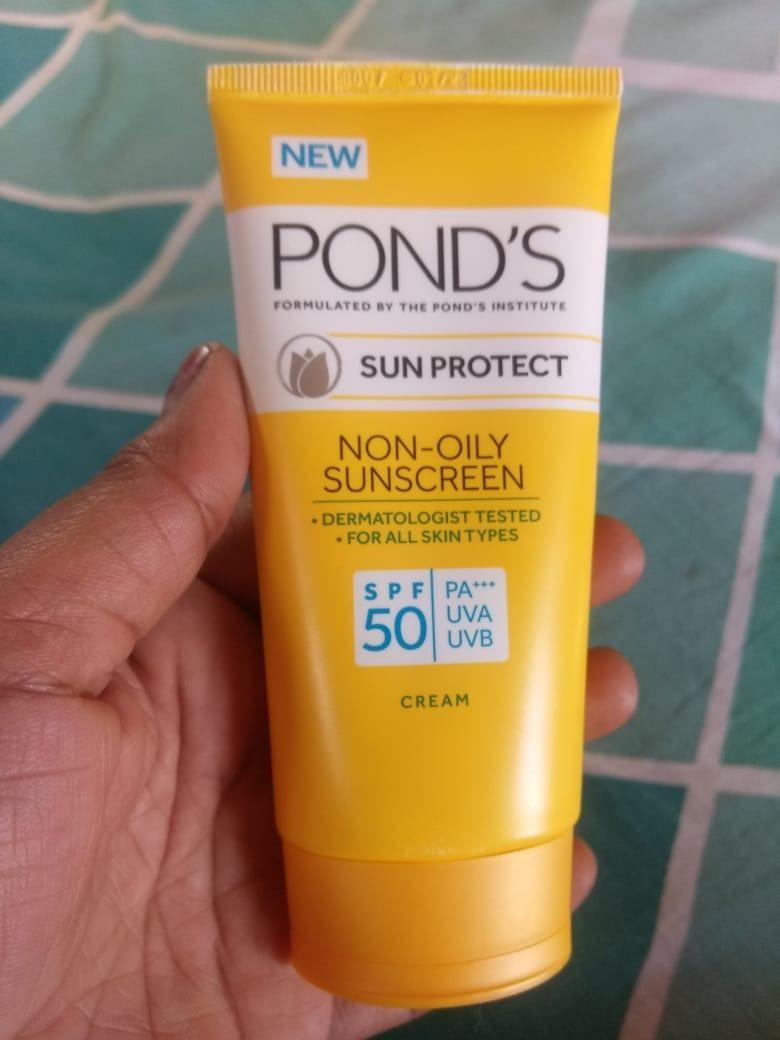 NEW
POND'S
FORMULATED BY THE POND'S INSTITUTE
SUN PROTECT
NON-OILY
SUNSCREEN
• DERMATOLOGIST TESTED
• FOR ALL SKIN TYPES
SPF
50
PA+++
UVA
UVB
CREAM